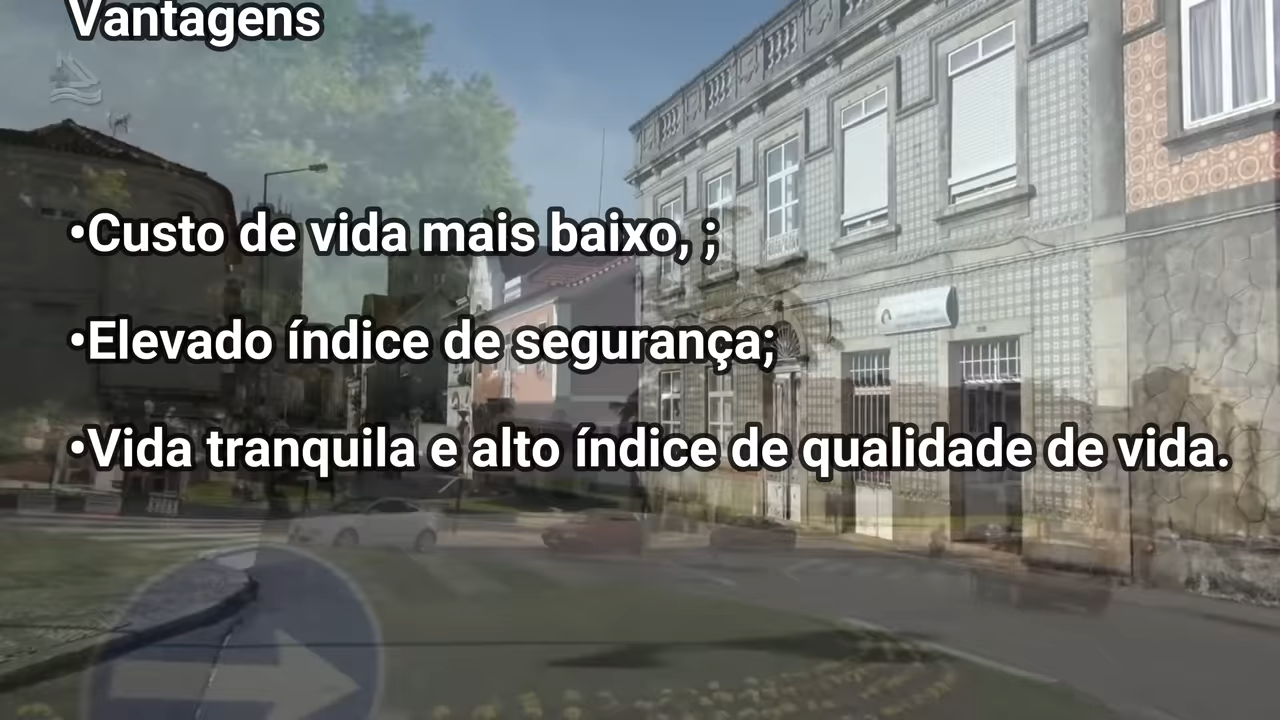 Vantagens
•Custo de vida mais baixo, ;
•Elevado índice de segurança;
•Vida tranquila e alto índice de qualidade de vida.